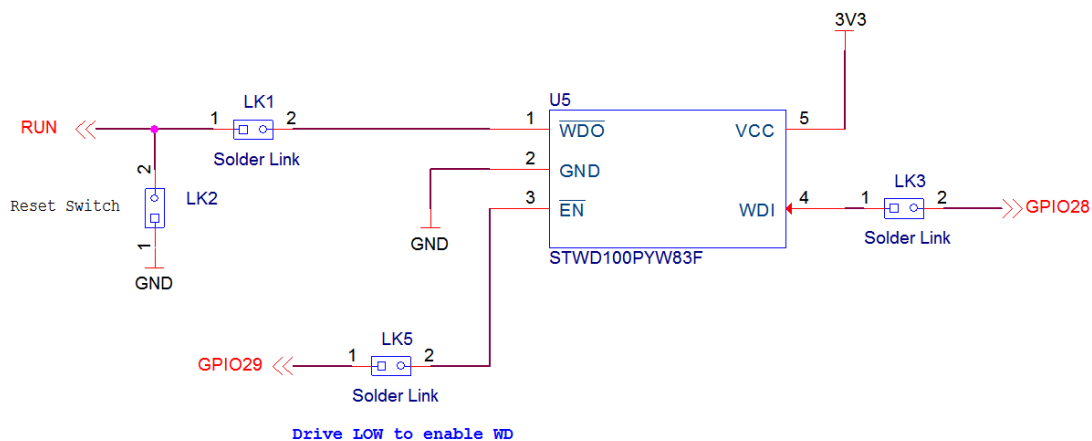 3V3
LK1
U5
RUN
1
2
1
WDO
VCC
5
Solder Link
2
GND
2
Reset Switch
LK2
3
EN
WDI
4
LK3
1
2
GPIO28
Solder Link
1
GND
GND
STWD100PYW83F
LK5
GPIO29
1
2
Solder Link
Drive LOW to enable WD